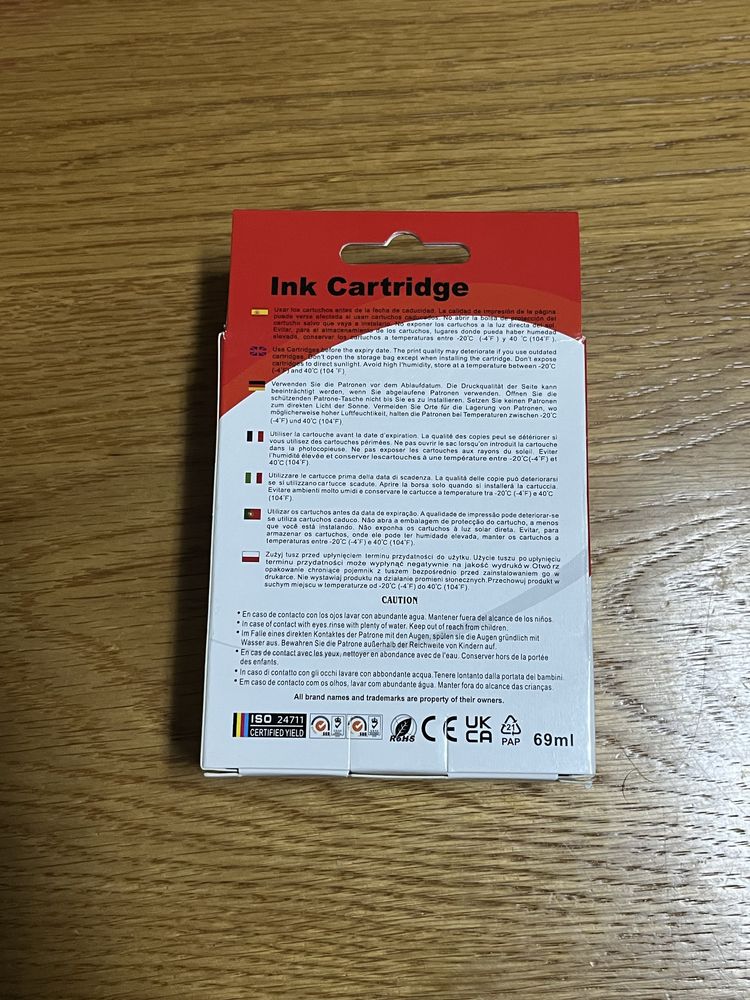 Ink Cartridge
Usar los cartuchos antes de la fecha de caducidad. La calidad de impresión de la página
puede verse afectada si usan cartuchos caducados. No abrir la bolsa de protección del
cartucho salvo que vaya a instalarlo. No exponer los cartuchos a la luz directa del sol.
Evitar, para el almacenamiento de los cartuchos, lugares donde pueda haber humedad
elevada, conservar los cartuchos a temperaturas entre -20℃ (-4℉) y 40 ℃ (104℉).
Use Cartridges before the expiry date. The print quality may deteriorate if you use outdated
cartridges. Don't open the storage bag except when installing the cartridge. Don't expose
cartridges to direct sunlight. Avoid high l'humidity, store at a temperature between -20℃
(-4℉) and 40℃ (104 ℉)
Verwenden Sie die Patronen vor dem Ablaufdatum. Die Druckqualität der Seite kann
beeinträchtigt werden, wenn Sie abgelaufene Patronen verwenden. Öffnen Sie die
schützenden Patrone-Tasche nicht bis Sie es zu installieren. Setzen Sie keinen Patronen
zum direkten Licht der Sonne. Vermeiden Sie Orte für die Lagerung von Patronen, wo
möglicherweise hoher Luftfeuchtikeit, halten die Patronen bei Temperaturen zwischen -20℃
(-4℉) und 40℃ (104℉)
Utiliser la cartouche avant la date d'expiration. La qualité des copies peut se détériorer si
vous utilisez des cartouches périmées. Ne pas ouvrir le sac lorsqu'on introduit la cartouche
dans la photocopieuse. Ne pas exposer les cartouches aux rayons du soleil. Eviter
l'humidité élevée et conserver lescartouches à une température entre -20℃(-4℉) et
40℃ (104℉)
Utilizzare le cartucce prima della data di scadenza. La qualità delle copie può deteriorarsi
se si utilizzano cartucce scadute. Aprire la borsa solo quando si installerà la cartuccia.
Evitare ambienti molto umidi e conservare le cartucce a temperature tra -20℃ (-4℉) e 40℃
(104℉).
Utilizar os cartuchos antes da data de expiração. A qualidade de impressão pode deteriorar-se
se utiliza cartuchos caduco. Não abra a embalagem de protecção do cartucho, a menos
que você está instalando. Não exponha os cartuchos à luz solar direta. Evitar, para
armazenar os cartuchos, onde ele pode ter humidade elevada, manter os cartuchos a
temperaturas entre -20℃ (-4℉) e 40℃ (104℉).
Zużyj tusz przed upłynięciem terminu przydatności do użytku. Użycie tuszu po upłynięciu
terminu przydatności może wypłynąć negatywnie na jakość wydruków. Otwórz
opakowanie chroniące pojemnik z tuszem bezpośrednio przed zainstalowaniem go w
drukarce. Nie wystawiaj produktu na działanie promieni słonecznych. Przechowuj produkt w
suchym miejscu w temperaturze od -20℃ (-4℉) do 40℃ (104℉).
CAUTION
• En caso de contacto con los ojos lavar con abundante agua. Mantener fuera del alcance de los niños.
• In case of contact with eyes.rinse with plenty of water. Keep out of reach from children.
• Im Falle eines direkten Kontaktes der Patrone mit den Augen, spülen sie die Augen gründlich mit
Wasser aus. Bewahren Sie die Patrone außerhalb der Reichweite von Kindern auf.
• En cas de contact avec les yeux, nettoyer en abondance avec de l'eau. Conserver hors de la portée
des enfants.
• In caso di contatto con gli occhi lavare con abbondante acqua. Tenere lontanto dalla portata dei bambini.
• Em caso de contacto com os olhos, lavar com abundante água. Manter fora do alcance das crianças.
All brand names and trademarks are property of their owners.
ISO 24711
CERTIFIED YIELD
RoHS
CE
UK
CA
21
PAP
69ml